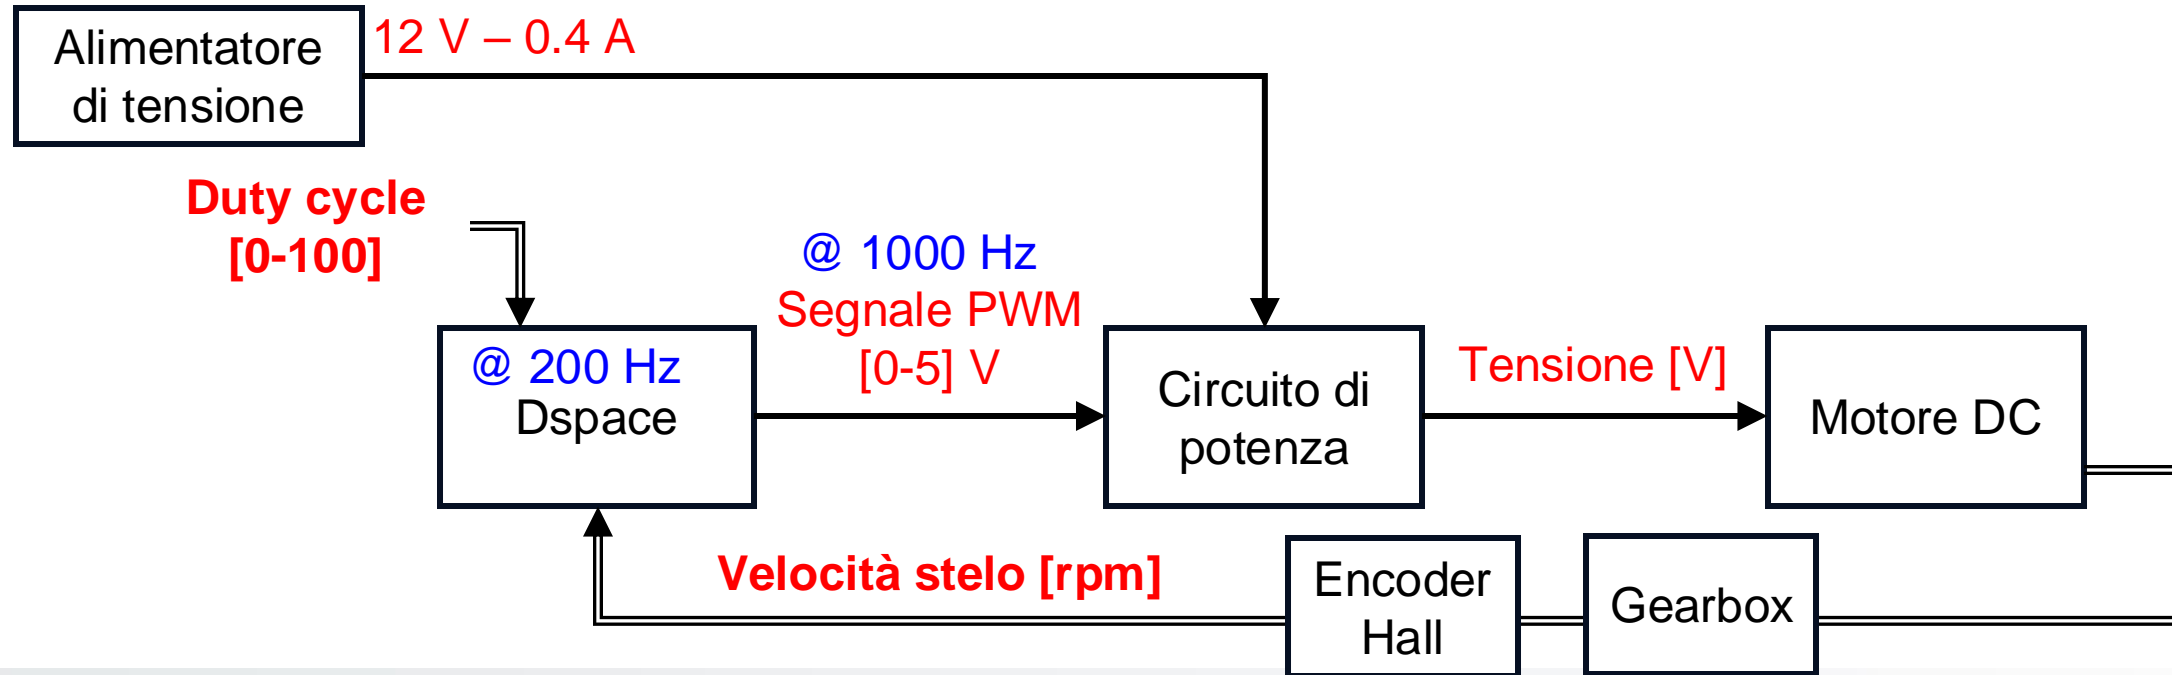 Alimentatore
di tensione
12 V – 0.4 A
Duty cycle
[0-100]
@ 1000 Hz
Segnale PWM
[0-5] V
@ 200 Hz
Dspace
Circuito di
potenza
Tensione [V]
Motore DC
Velocità stelo [rpm]
Encoder
Hall
Gearbox